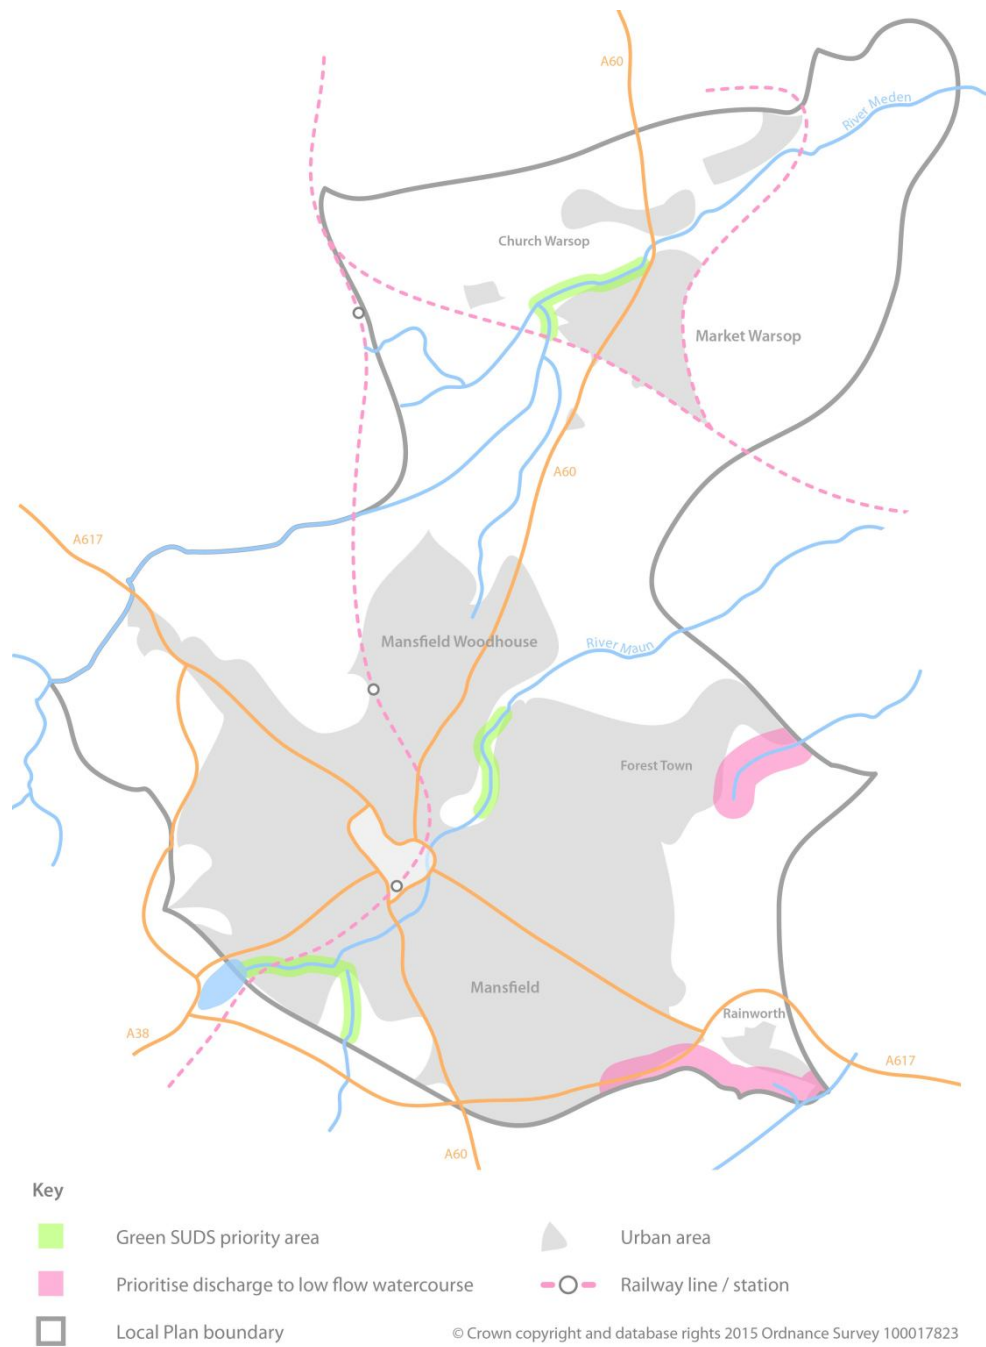 A60
River Meden
Church Warsop
Market Warsop
A60
A617
Mansfield Woodhouse
River Maun
Forest Town
Mansfield
Rainworth
A38
A617
A60
Key
Green SUDS priority area
Urban area
Prioritise discharge to low flow watercourse
Railway line / station
Local Plan boundary
© Crown copyright and database rights 2015 Ordnance Survey 100017823